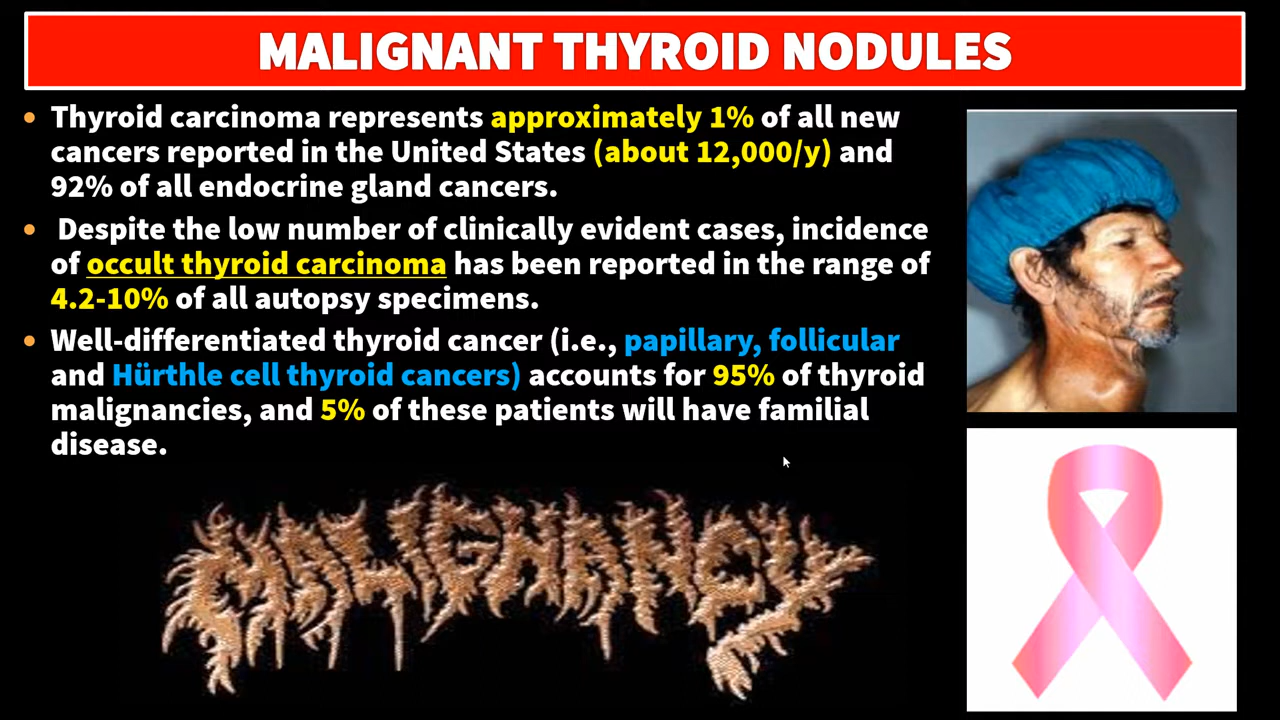 MALIGNANT THYROID NODULES
• Thyroid carcinoma represents approximately 1% of all new
cancers reported in the United States (about 12,000/y) and
92% of all endocrine gland cancers.
• Despite the low number of clinically evident cases, incidence
of occult thyroid carcinoma has been reported in the range of
4.2-10% of all autopsy specimens.
• Well-differentiated thyroid cancer (i.e., papillary, follicular
and Hürthle cell thyroid cancers) accounts for 95% of thyroid
malignancies, and 5% of these patients will have familial
disease.
MALIGNANCY